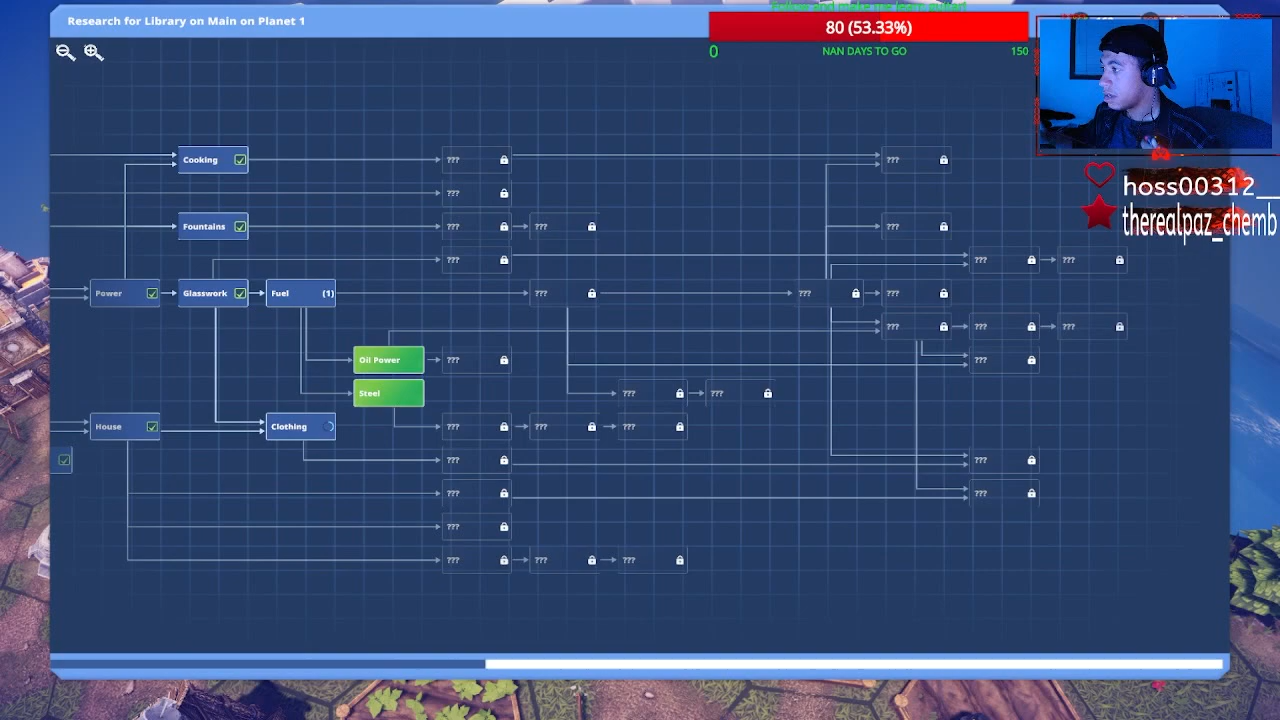 Research for Library on Main on Planet 1
80 (53.33%)
0
NAN DAYS TO GO
150
hoss00312__
therealpaz_chemb
Cooking
???
???
???
Fountains
???
???
???
???
???
???
Power
Glasswork
Fuel
(1)
???
???
???
???
???
???
Oil Power
???
???
Steel
???
???
House
Clothing
???
???
???
???
???
???
???
???
???
???
???